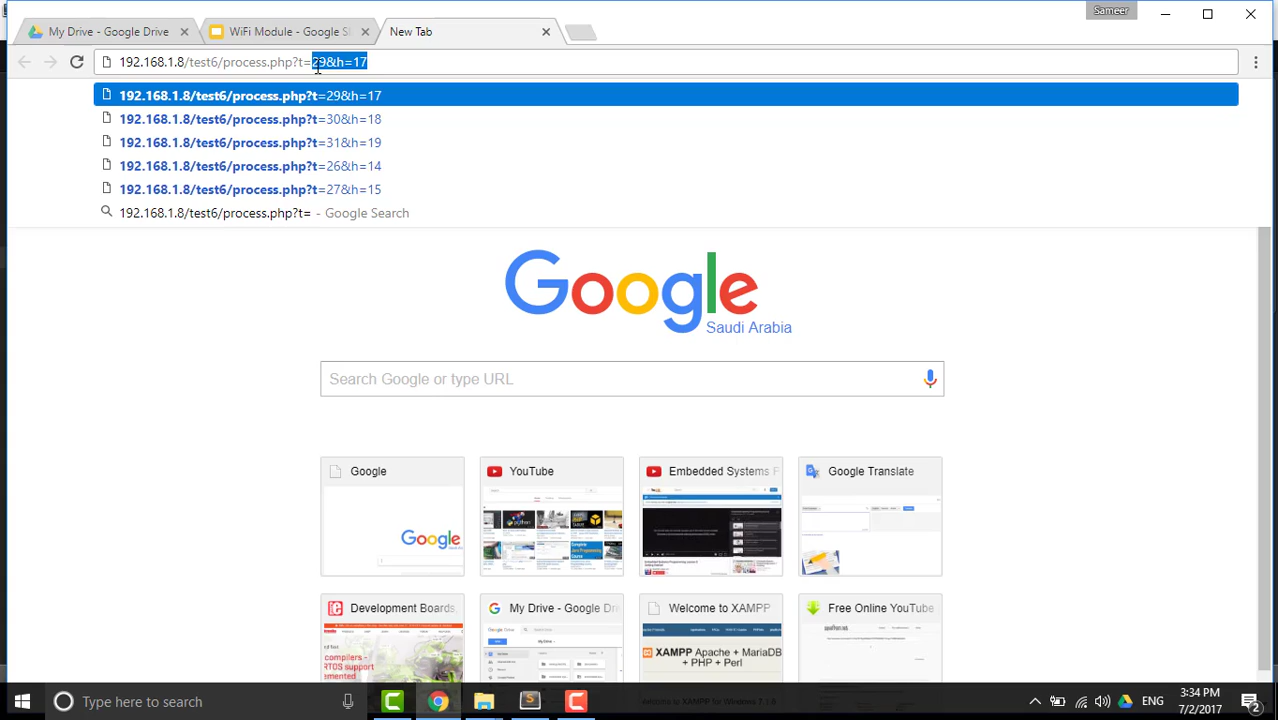 Sameer
My Drive - Google Drive
WiFi Module - Google Sl
New Tab
192.168.1.8/test6/process.php?t=29&h=17
192.168.1.8/test6/process.php?t=29&h=17
192.168.1.8/test6/process.php?t=30&h=18
192.168.1.8/test6/process.php?t=31&h=19
192.168.1.8/test6/process.php?t=26&h=14
192.168.1.8/test6/process.php?t=27&h=15
192.168.1.8/test6/process.php?t= - Google Search
Google
Saudi Arabia
Search Google or type URL
Google
YouTube
Embedded Systems F
Google Translate
Google
Development Boards,
My Drive - Google Dri
Welcome to XAMPP
Free Online YouTube
compilers -
RTOS support
XAMPP Apache + MariaDB
+ PHP + Perl
Type here to search
ENG
3:34 PM
7/2/2017
2